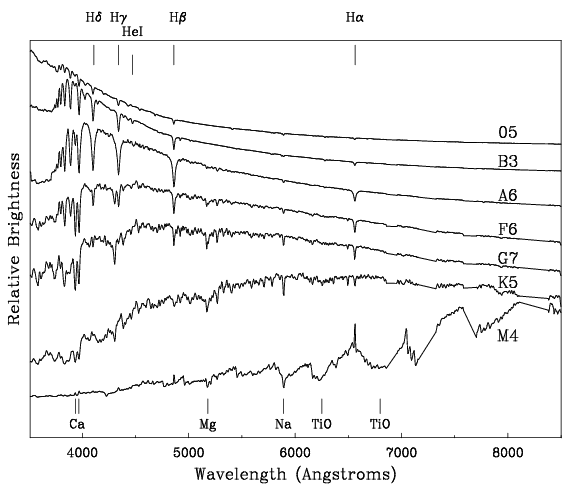 Hδ Hγ Hβ Hα
HeI
O5
B3
A6
F6
G7
K5
M4
Relative Brightness
Ca Mg Na TiO TiO
4000 5000 6000 7000 8000
Wavelength (Angstroms)